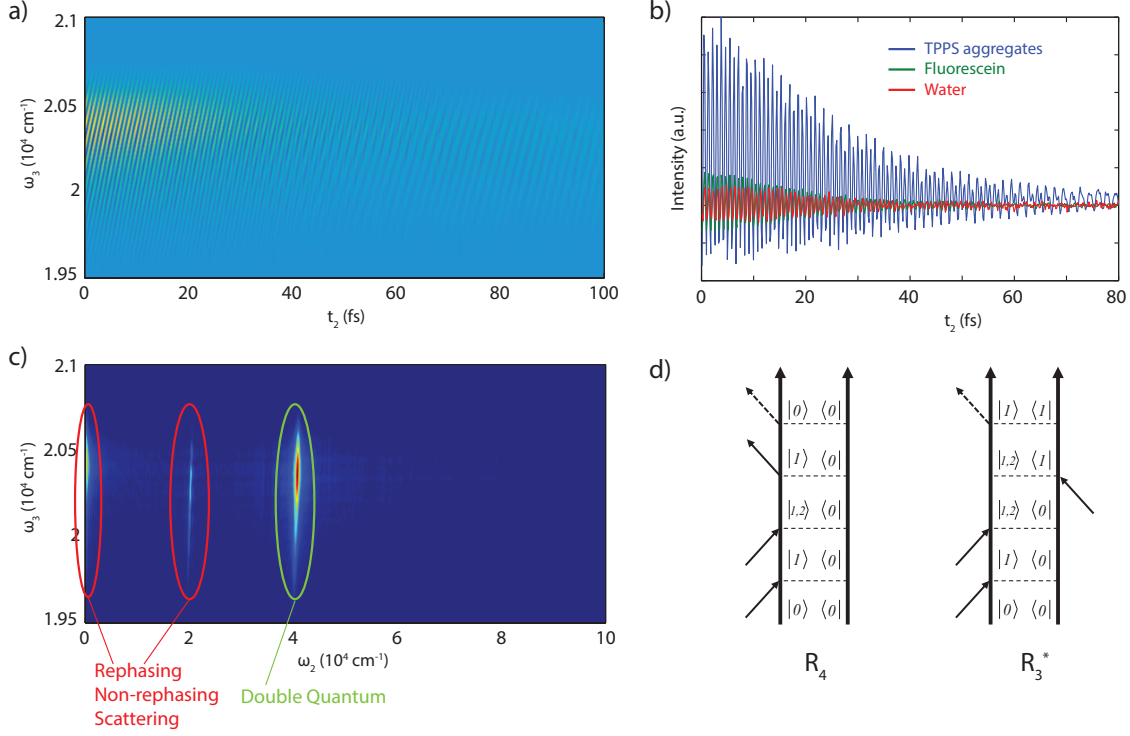 a)
2.1
2.05
2
1.95
ω₃ (10⁴ cm⁻¹)
0 20 40 60 80 100
t₂ (fs)
b)
TPPS aggregates
Fluorescein
Water
Intensity (a.u.)
0 20 40 60 80
t₂ (fs)
c)
2.1
2.05
2
1.95
ω₃ (10⁴ cm⁻¹)
0 2 4 6 8 10
ω₂ (10⁴ cm⁻¹)
Rephasing
Non-rephasing
Scattering
Double Quantum
d)
|0⟩ ⟨0|
|1⟩ ⟨0|
|1,2⟩ ⟨0|
|1⟩ ⟨0|
|0⟩ ⟨0|
R₄
|1⟩ ⟨1|
|1,2⟩ ⟨1|
|1,2⟩ ⟨0|
|1⟩ ⟨0|
|0⟩ ⟨0|
R₃*